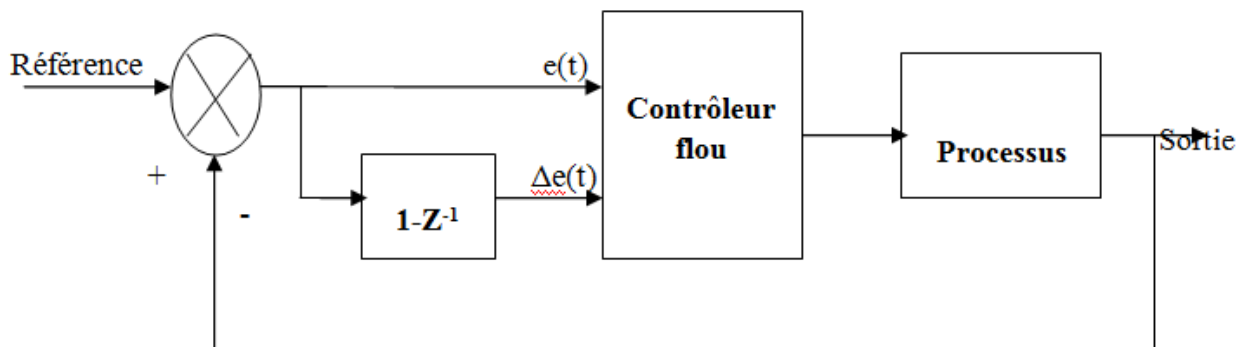 Référence
e(t)
Contrôleur
flou
Processus
Sortie
+
Δe(t)
-
1-Z⁻¹